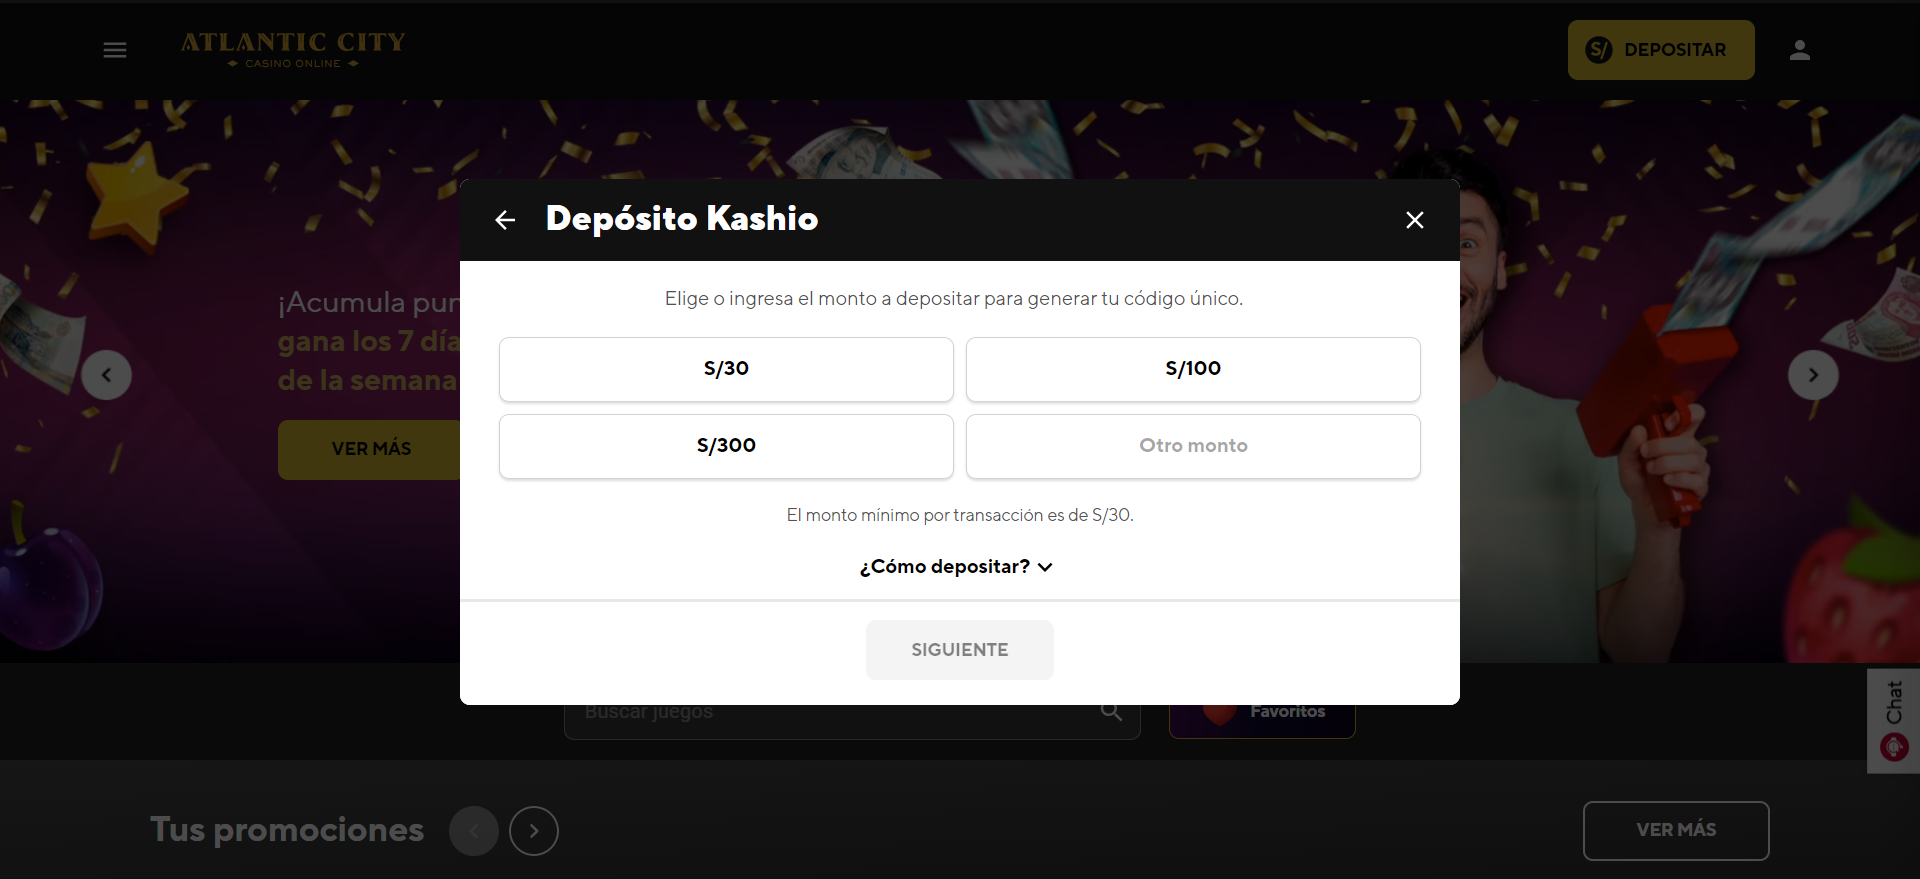 ATLANTIC CITY
CASINO ONLINE
S/ DEPOSITAR
Depósito Kashio
¡Acumula pun
gana los 7 día
de la semana
VER MÁS
Elige o ingresa el monto a depositar para generar tu código único.
S/30
S/100
S/300
Otro monto
El monto mínimo por transacción es de S/30.
¿Cómo depositar?
SIGUIENTE
Buscar juegos
Favoritos
Chat
Tus promociones
VER MÁS